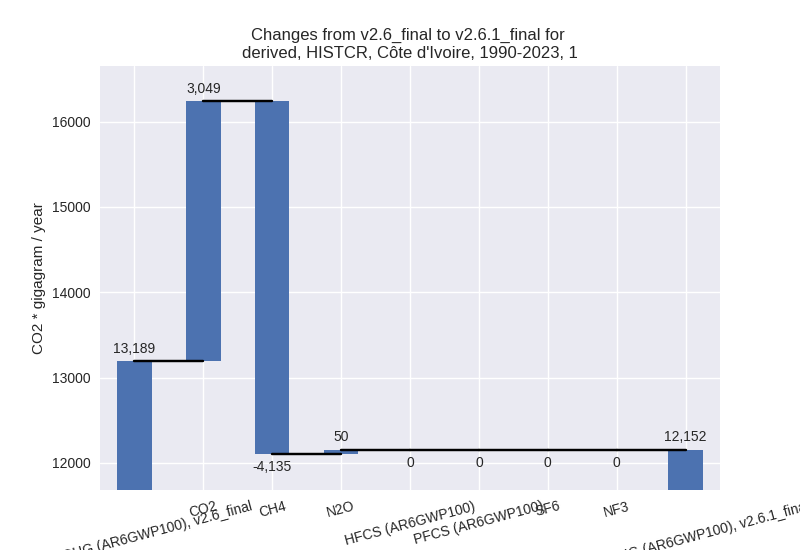 Changes from v2.6_final to v2.6.1_final for
derived, HISTCR, Côte d'Ivoire, 1990-2023, 1
CO2 * gigagram / year
16000
15000
14000
13000
12000
13,189
3,049
-4,135
50
0
0
0
0
12,152
(AR6GWP100), v2.6_final
CO2
CH4
N2O
HFCS (AR6GWP100)
PFCS (AR6GWP100)
SF6
NF3
(AR6GWP100), v2.6.1_fina